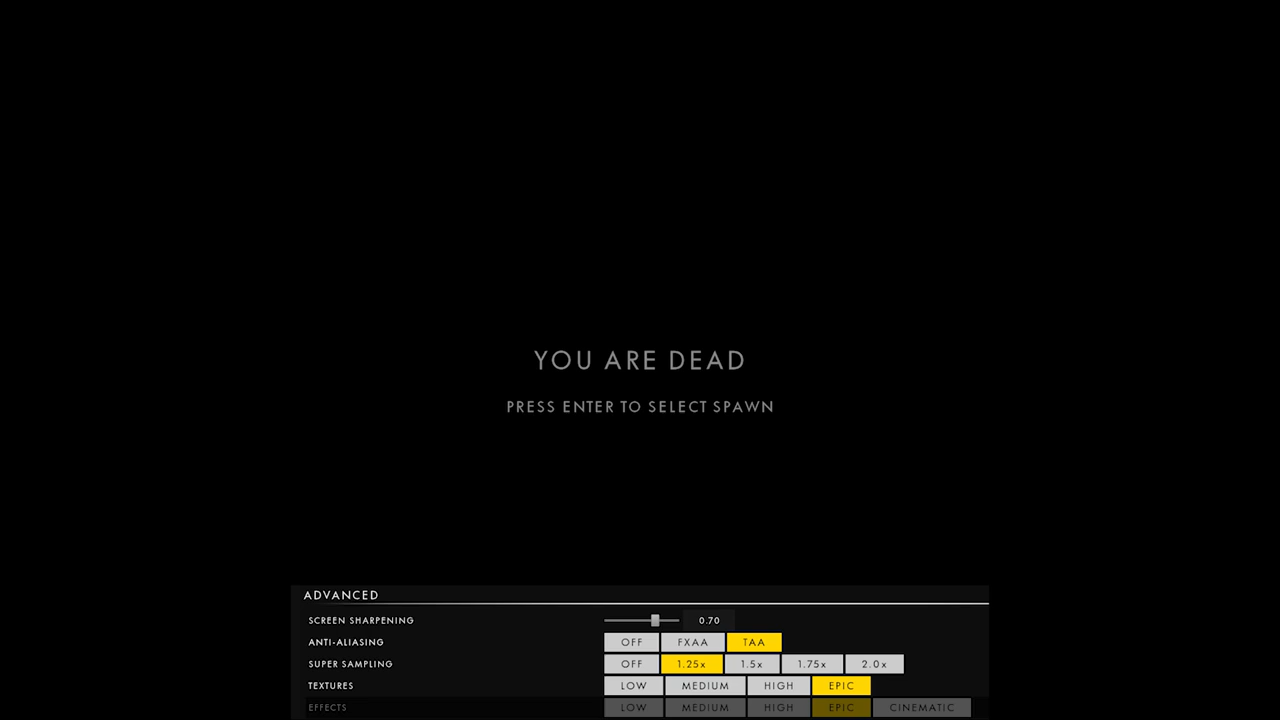 YOU ARE DEAD
PRESS ENTER TO SELECT SPAWN
ADVANCED
SCREEN SHARPENING 0.70
ANTI-ALIASING OFF FXAA TAA
SUPER SAMPLING OFF 1.25x 1.5x 1.75x 2.0x
TEXTURES LOW MEDIUM HIGH EPIC
EFFECTS LOW MEDIUM HIGH EPIC CINEMATIC